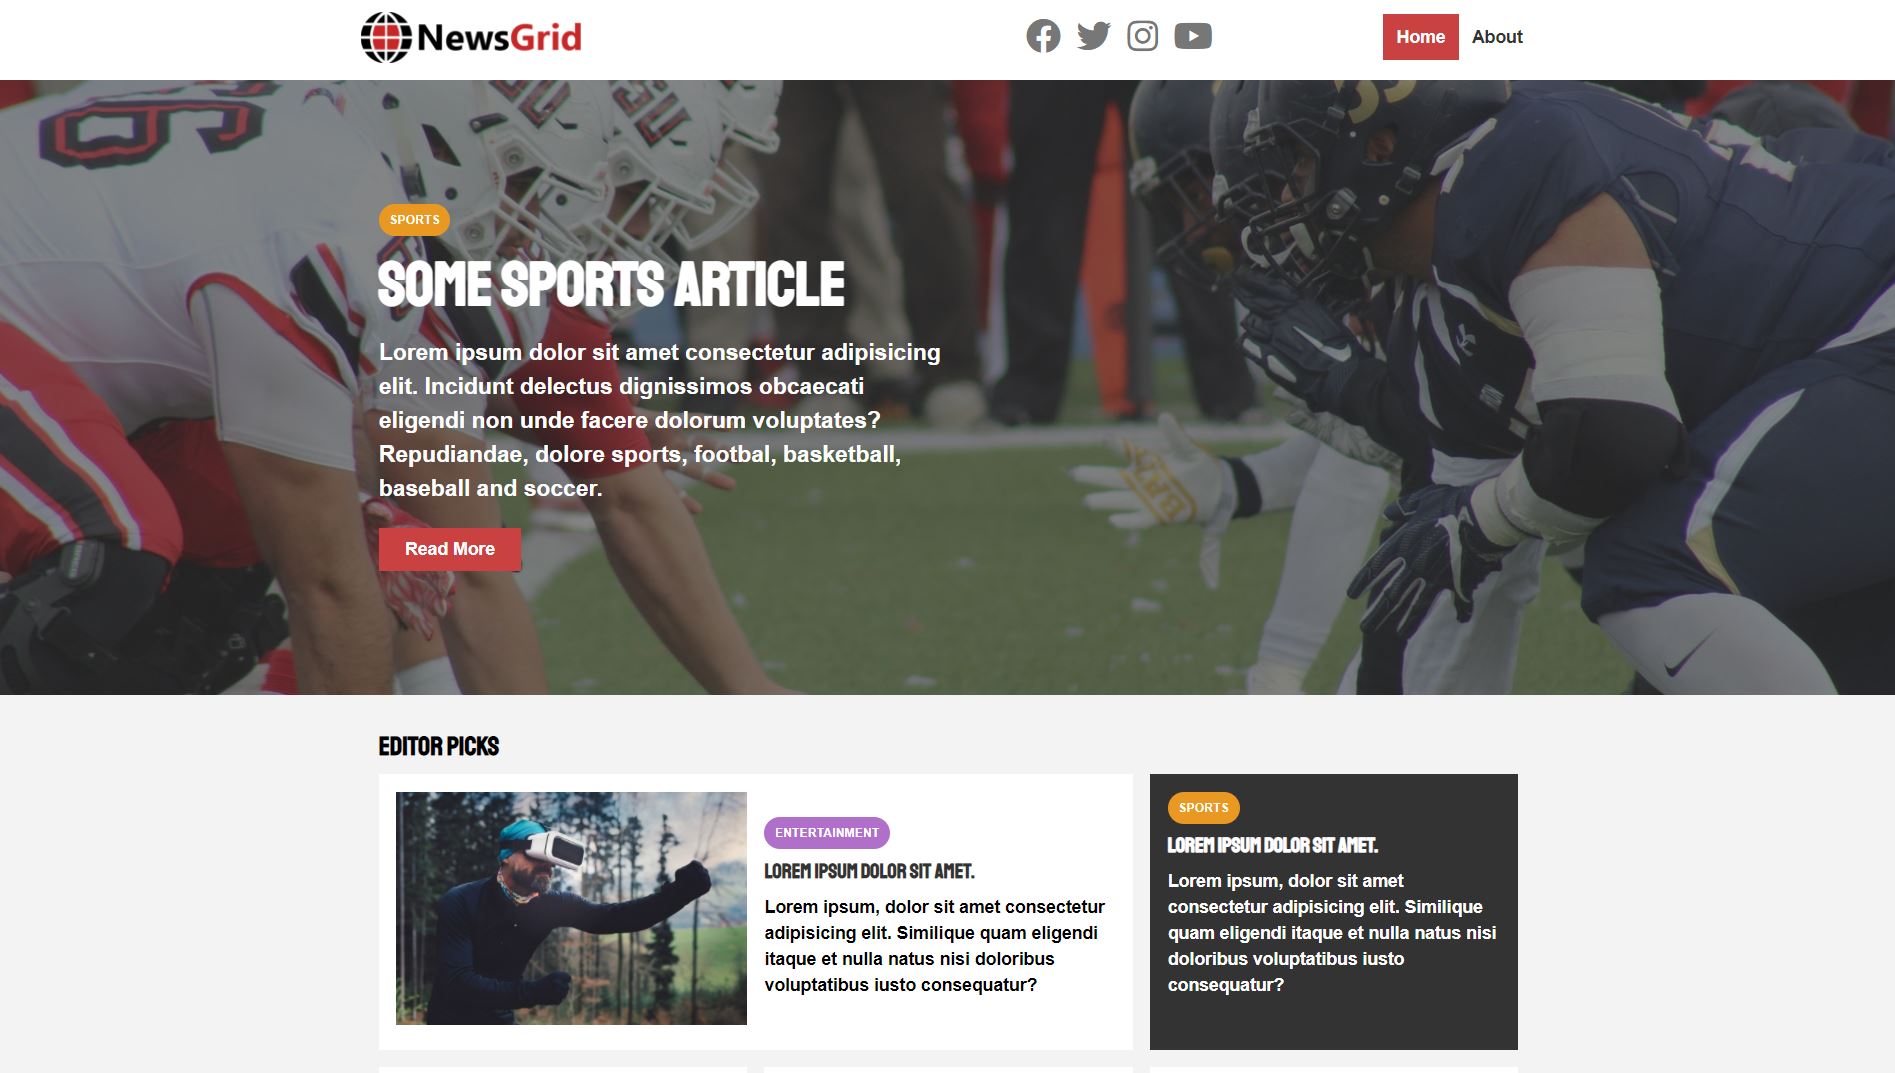 NewsGrid
Home
About
SPORTS
SOME SPORTS ARTICLE
Lorem ipsum dolor sit amet consectetur adipisicing
elit. Incidunt delectus dignissimos obcaecati
eligendi non unde facere dolorum voluptates?
Repudiandae, dolore sports, footbal, basketball,
baseball and soccer.
Read More
EDITOR PICKS
ENTERTAINMENT
LOREM IPSUM DOLOR SIT AMET.
Lorem ipsum, dolor sit amet consectetur
adipisicing elit. Similique quam eligendi
itaque et nulla natus nisi doloribus
voluptatibus iusto consequatur?
SPORTS
LOREM IPSUM DOLOR SIT AMET.
Lorem ipsum, dolor sit amet
consectetur adipisicing elit. Similique
quam eligendi itaque et nulla natus nisi
doloribus voluptatibus iusto
consequatur?